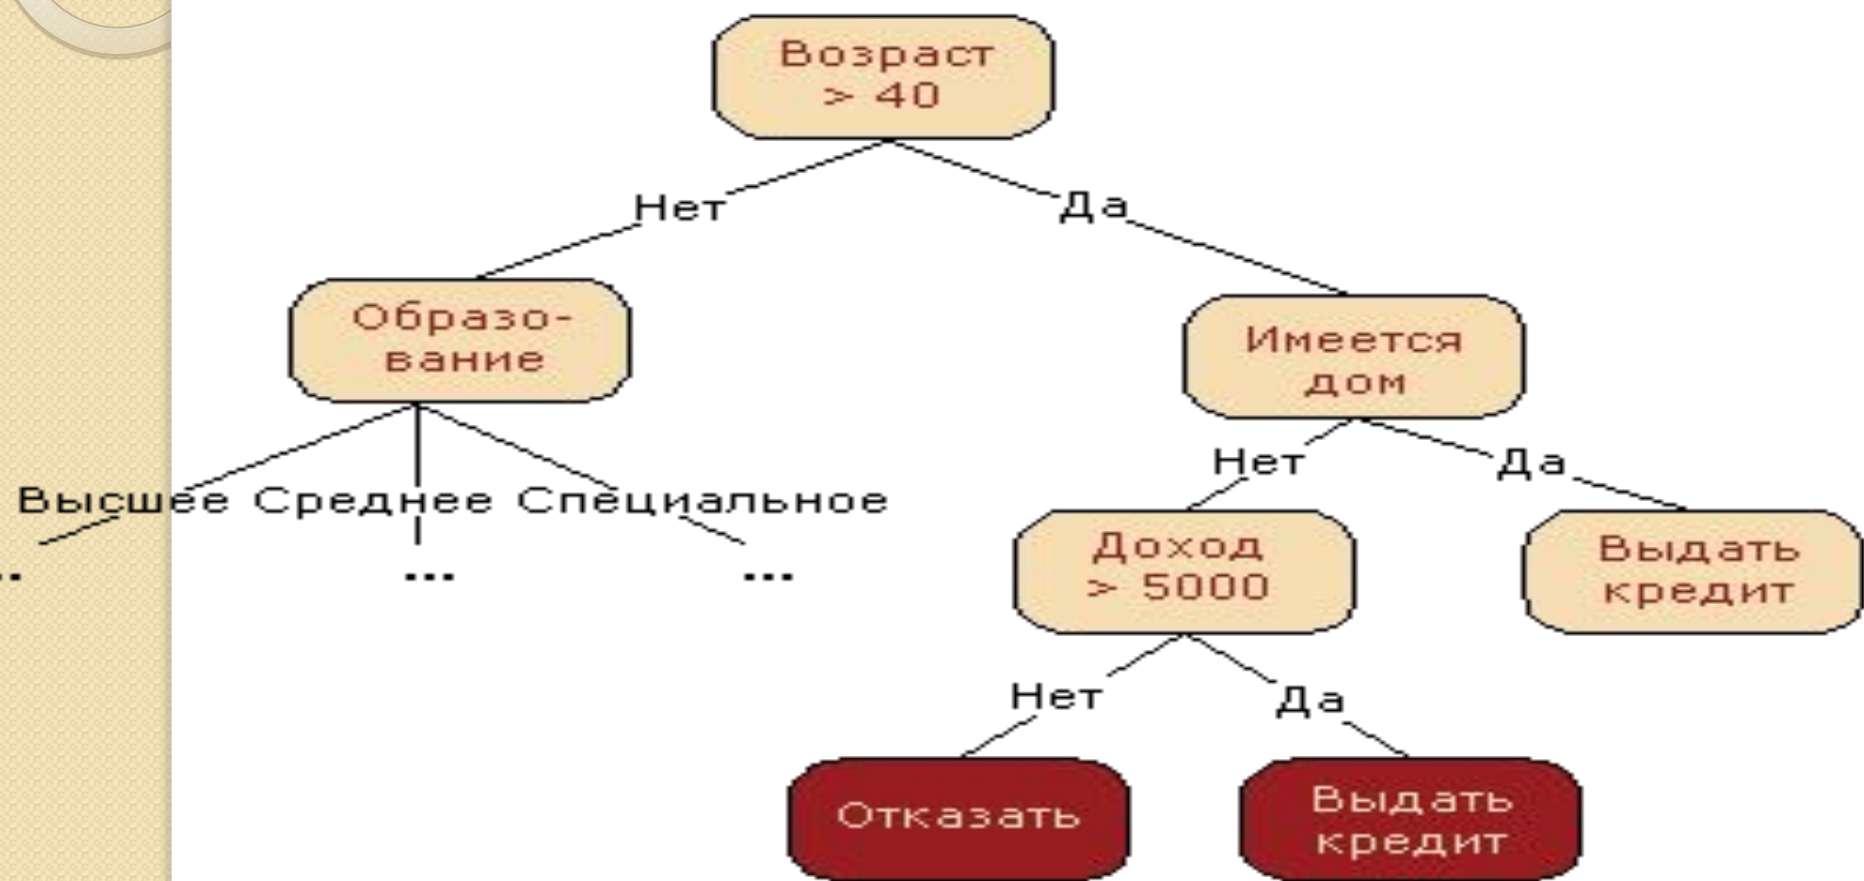 Возраст
> 40
Нет
Да
Образо-
вание
Имеется
дом
Высшее Среднее Специальное
Нет
Да
...
...
...
Доход
> 5000
Выдать
кредит
Нет
Да
Отказать
Выдать
кредит